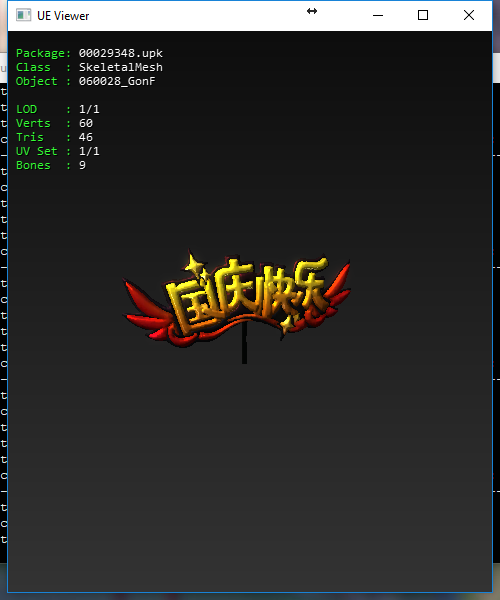 UE Viewer
Package: 00029348.upk
Class : SkeletalMesh
Object : 060028_GonF
LOD : 1/1
Verts : 60
Tris : 46
UV Set : 1/1
Bones : 9
国庆快乐